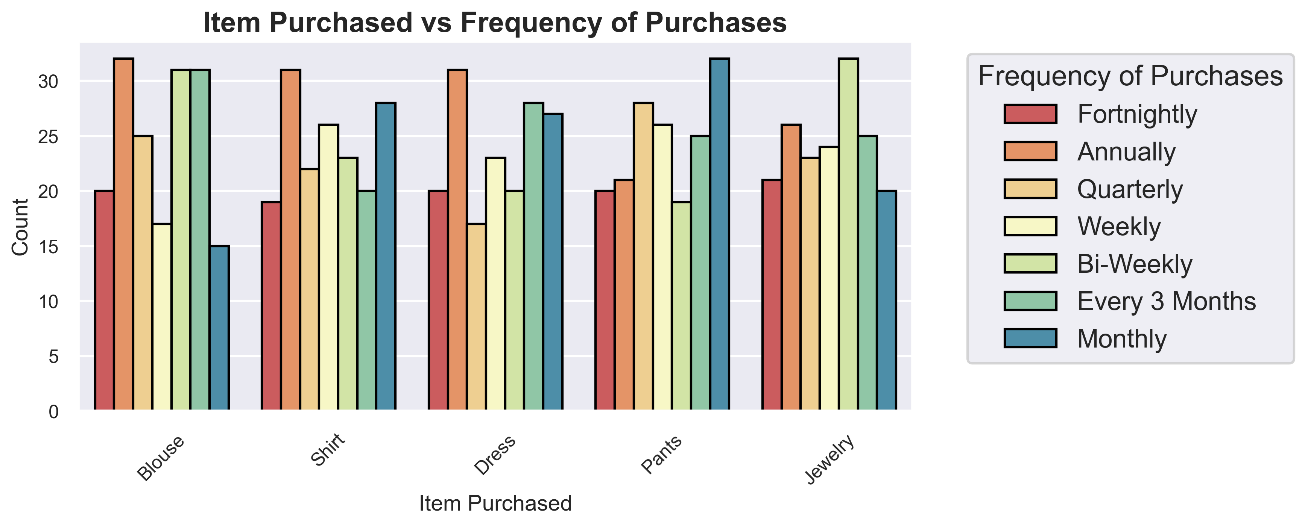 Item Purchased vs Frequency of Purchases
Count
30
25
20
15
10
5
0
Blouse
Shirt
Dress
Pants
Jewelry
Item Purchased
Frequency of Purchases
Fortnightly
Annually
Quarterly
Weekly
Bi-Weekly
Every 3 Months
Monthly